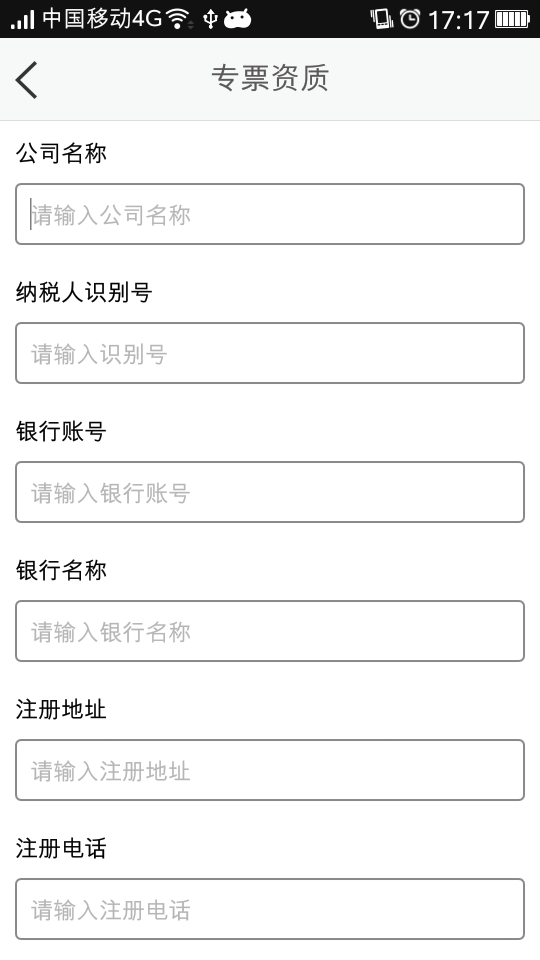 中国移动4G 17:17
专票资质
公司名称
请输入公司名称
纳税人识别号
请输入识别号
银行账号
请输入银行账号
银行名称
请输入银行名称
注册地址
请输入注册地址
注册电话
请输入注册电话